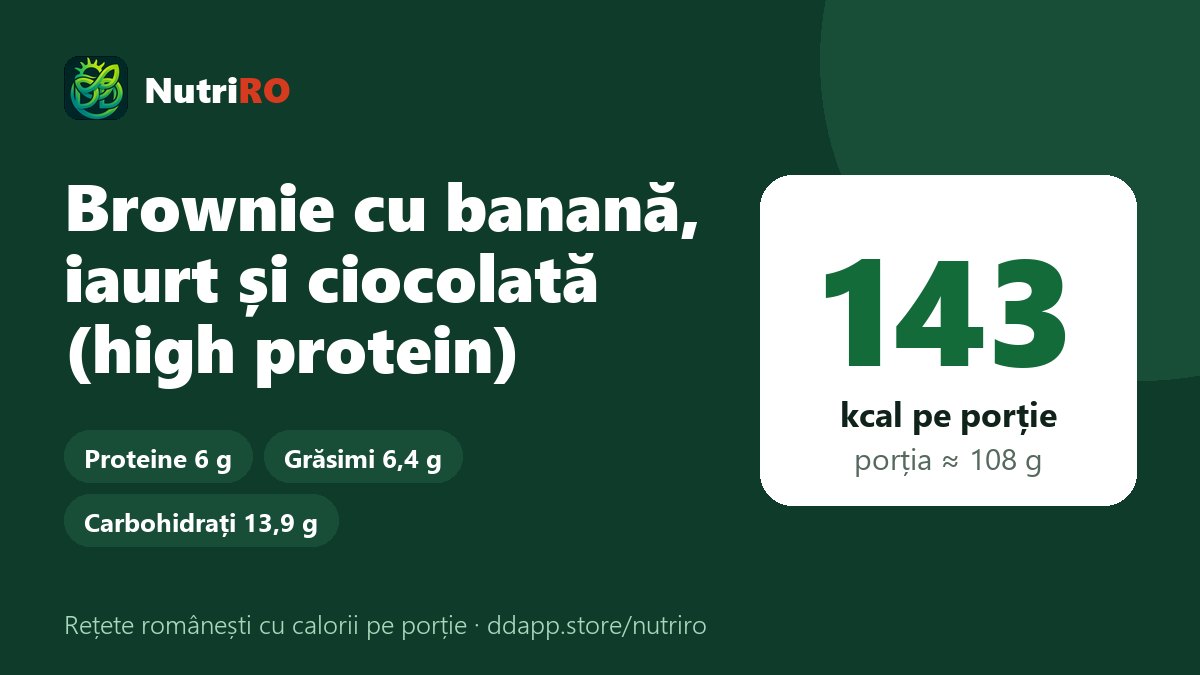 NutriRO
Brownie cu banană,
iaurt și ciocolată
(high protein)
Proteine 6 g
Grăsimi 6,4 g
Carbohidrați 13,9 g
143
kcal pe porție
porția ≈ 108 g
Rețete românești cu calorii pe porție · ddapp.store/nutriro